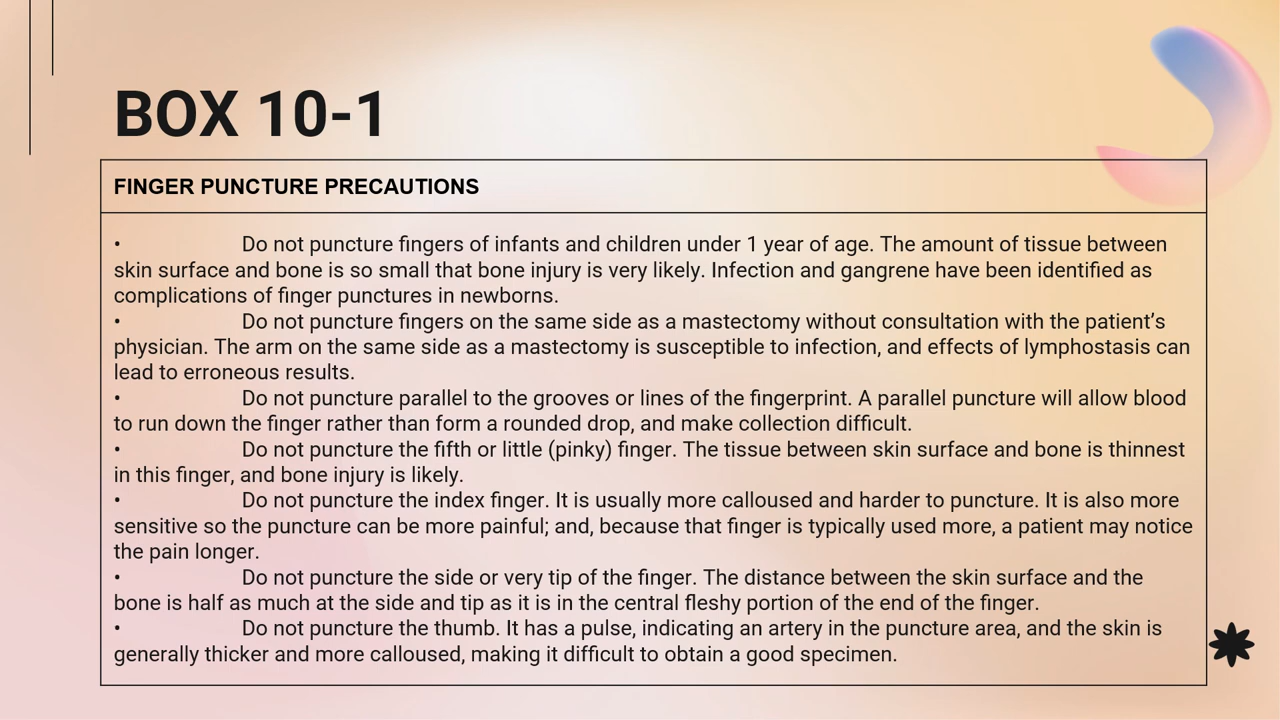 BOX 10-1
FINGER PUNCTURE PRECAUTIONS
• Do not puncture fingers of infants and children under 1 year of age. The amount of tissue between
skin surface and bone is so small that bone injury is very likely. Infection and gangrene have been identified as
complications of finger punctures in newborns.
• Do not puncture fingers on the same side as a mastectomy without consultation with the patient’s
physician. The arm on the same side as a mastectomy is susceptible to infection, and effects of lymphostasis can
lead to erroneous results.
• Do not puncture parallel to the grooves or lines of the fingerprint. A parallel puncture will allow blood
to run down the finger rather than form a rounded drop, and make collection difficult.
• Do not puncture the fifth or little (pinky) finger. The tissue between skin surface and bone is thinnest
in this finger, and bone injury is likely.
• Do not puncture the index finger. It is usually more calloused and harder to puncture. It is also more
sensitive so the puncture can be more painful; and, because that finger is typically used more, a patient may notice
the pain longer.
• Do not puncture the side or very tip of the finger. The distance between the skin surface and the
bone is half as much at the side and tip as it is in the central fleshy portion of the end of the finger.
• Do not puncture the thumb. It has a pulse, indicating an artery in the puncture area, and the skin is
generally thicker and more calloused, making it difficult to obtain a good specimen.